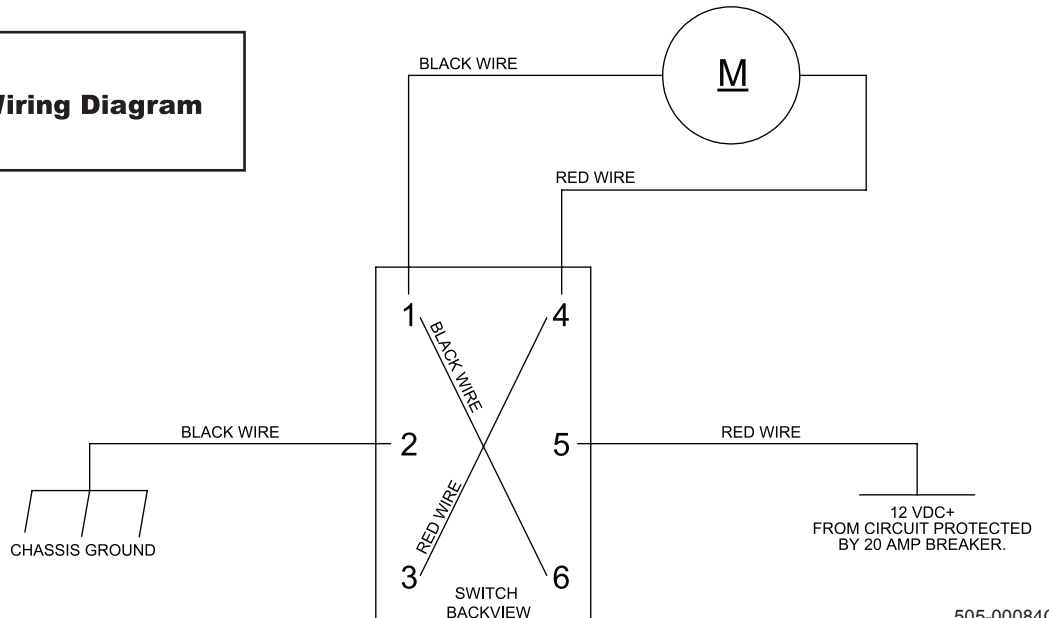 Wiring Diagram
BLACK WIRE
M
RED WIRE
1
4
BLACK WIRE
BLACK WIRE
2
5
RED WIRE
RED WIRE
CHASSIS GROUND
12 VDC+
FROM CIRCUIT PROTECTED
BY 20 AMP BREAKER.
3
6
SWITCH
BACKVIEW